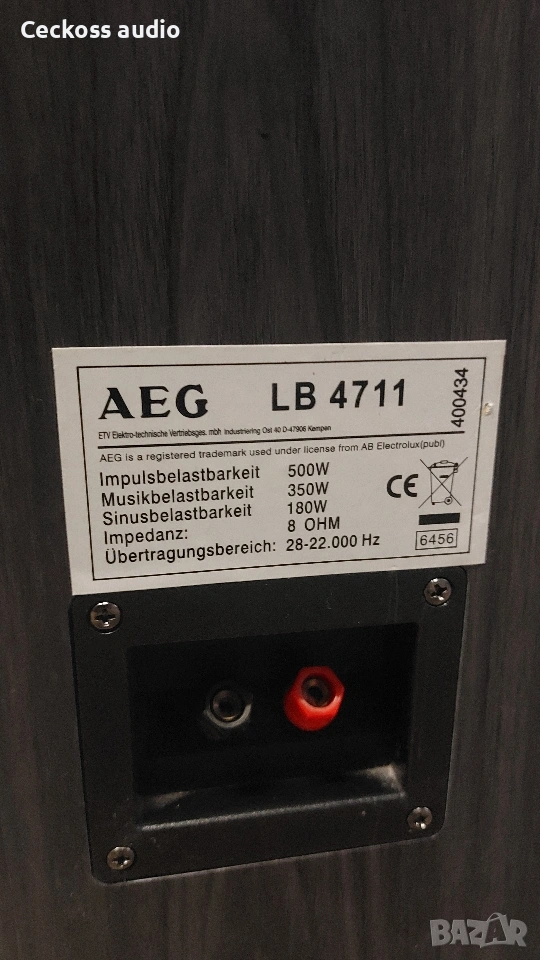 Ceckoss audio
AEG LB 4711
400434
ETV Elektro-technische Vertriebsges. mbh Industriering Ost 40 D-47906 Kempen
AEG is a registered trademark used under license from AB Electrolux(publ)
Impulsbelastbarkeit 500W
Musikbelastbarkeit 350W
Sinusbelastbarkeit 180W
Impedanz: 8 OHM
Übertragungsbereich: 28-22.000 Hz
CE
6456
BAZAR